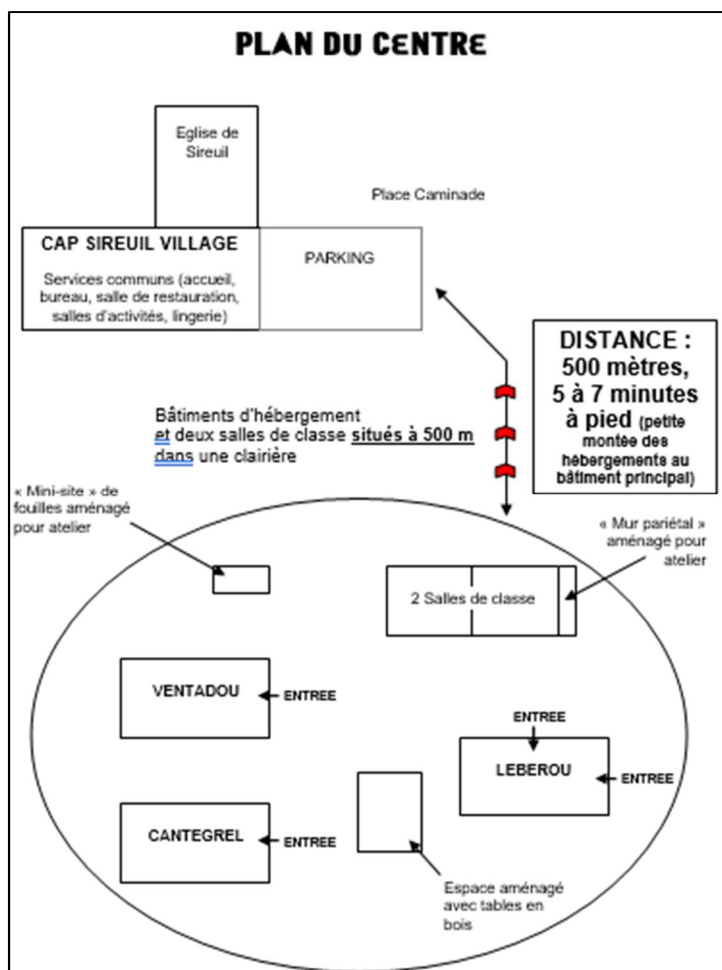 PLAN DU CENTRE
Eglise de
Sireuil
Place Caminade
CAP SIREUIL VILLAGE
Services communs (accueil,
bureau, salle de restauration,
salles d'activités, lingerie)
PARKING
DISTANCE :
500 mètres,
5 à 7 minutes
à pied (petite
montée des
hébergements au
bâtiment principal)
Bâtiments d'hébergement
et deux salles de classe situés à 500 m
dans une clairière
« Mini-site » de
fouilles aménagé
pour atelier
« Mur pariétal »
aménagé pour
atelier
2 Salles de classe
VENTADOU
ENTREE
ENTREE
LEBEROU
ENTREE
CANTEGREL
ENTREE
Espace aménagé
avec tables en
bois